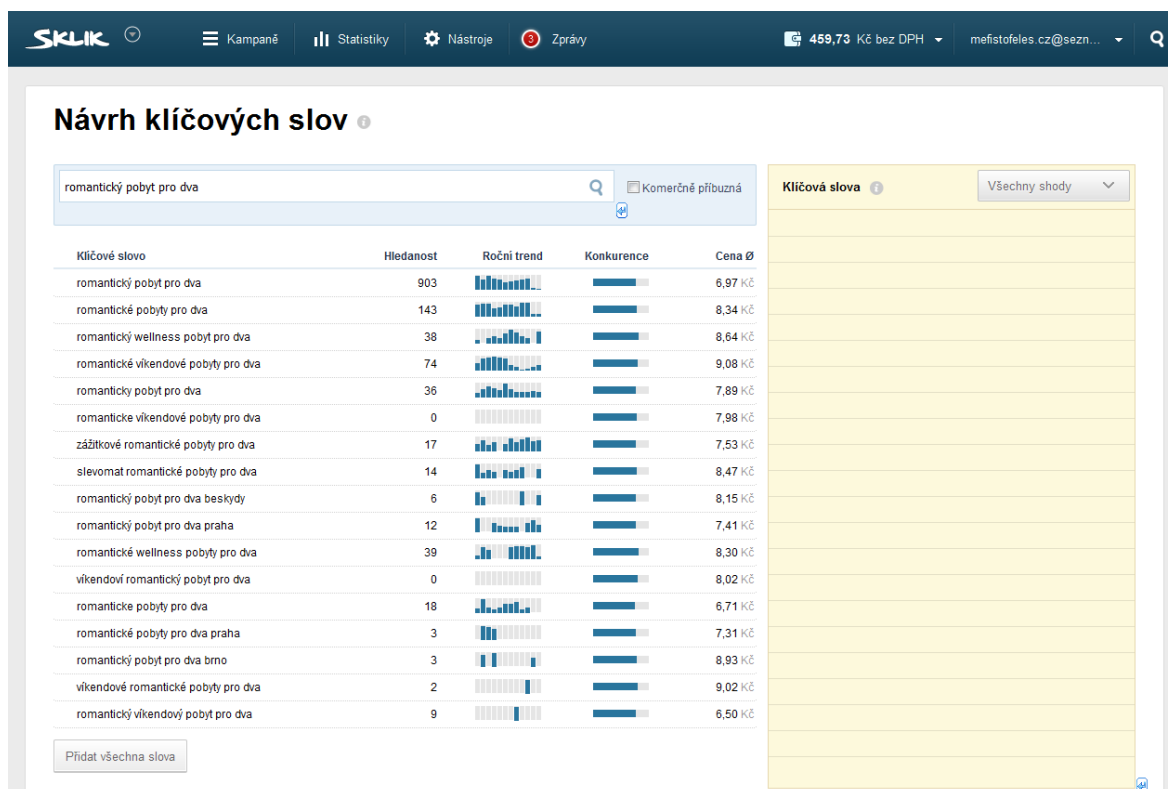 SKLIK Kampaně Statistiky Nástroje 3 Zprávy 459,73 Kč bez DPH mefistofeles.cz@sezn...
Návrh klíčových slov
romantický pobyt pro dva Komerčně příbuzná Klíčová slova Všechny shody
Klíčové slovo Hledanost Roční trend Konkurence Cena Ø
romantický pobyt pro dva 903 6,97 Kč
romantické pobyty pro dva 143 8,34 Kč
romantický wellness pobyt pro dva 38 8,64 Kč
romantické víkendové pobyty pro dva 74 9,08 Kč
romanticky pobyt pro dva 36 7,89 Kč
romanticke víkendové pobyty pro dva 0 7,98 Kč
zážitkové romantické pobyty pro dva 17 7,53 Kč
slevomat romantické pobyty pro dva 14 8,47 Kč
romantický pobyt pro dva beskydy 6 8,15 Kč
romantický pobyt pro dva praha 12 7,41 Kč
romantické wellness pobyty pro dva 39 8,30 Kč
víkendoví romantický pobyt pro dva 0 8,02 Kč
romanticke pobyty pro dva 18 6,71 Kč
romantické pobyty pro dva praha 3 7,31 Kč
romantický pobyt pro dva brno 3 8,93 Kč
víkendové romantické pobyty pro dva 2 9,02 Kč
romantický víkendový pobyt pro dva 9 6,50 Kč
Přidat všechna slova